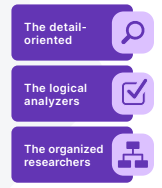 The detail-
oriented
The logical
analyzers
The organized
researchers